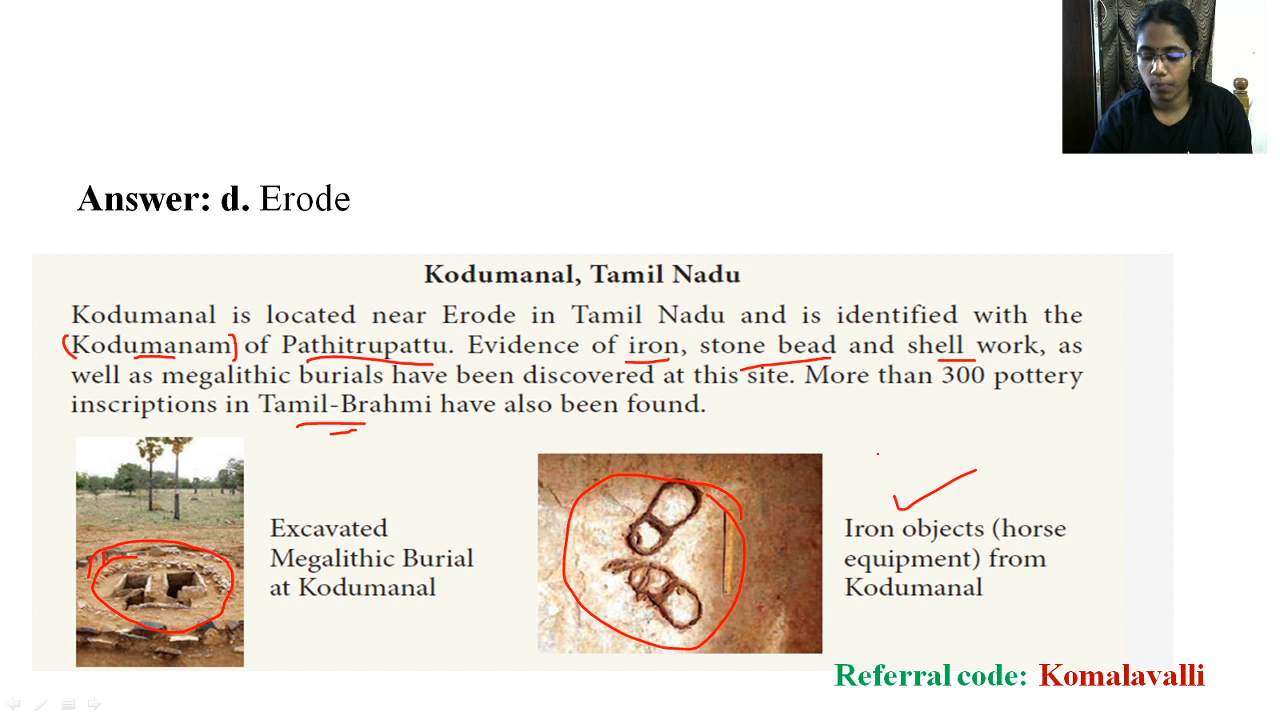 Answer: d. Erode
Kodumanal, Tamil Nadu
Kodumanal is located near Erode in Tamil Nadu and is identified with the
(Kodumanam) of Pathitrupattu. Evidence of iron, stone bead and shell work, as
well as megalithic burials have been discovered at this site. More than 300 pottery
inscriptions in Tamil-Brahmi have also been found.
Excavated
Megalithic Burial
at Kodumanal
Iron objects (horse
equipment) from
Kodumanal
Referral code: Komalavalli